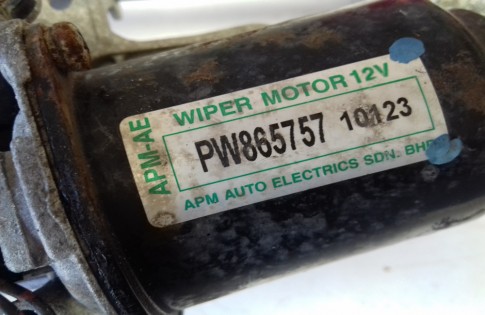 APM-AE
WIPER MOTOR 12V
PW865757 10123
APM AUTO ELECTRICS SDN. BHD